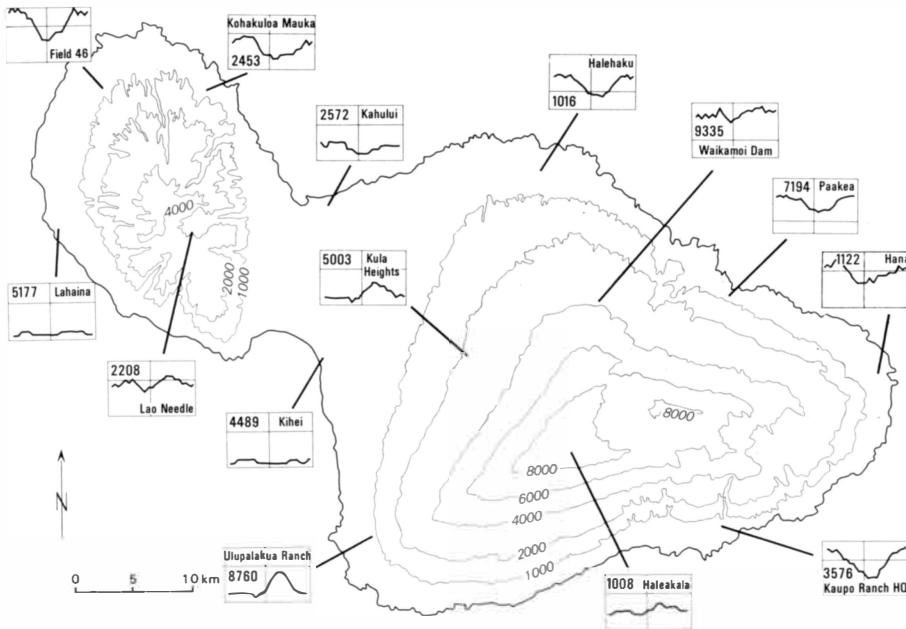 Field 46
Kohakuloa Mauka
2453
2572 Kahului
Halehaku
1016
9335
Waikamoi Dam
7194 Paakea
1122 Hana
4000
5003 Kula
Heights
2000
1000
5177 Lahaina
2208
Lao Needle
4489 Kihei
8000
8000
6000
4000
2000
1000
N
Ulupalakua Ranch
8760
1008 Haleakala
3576
Kaupo Ranch HQ
0 5 10 km